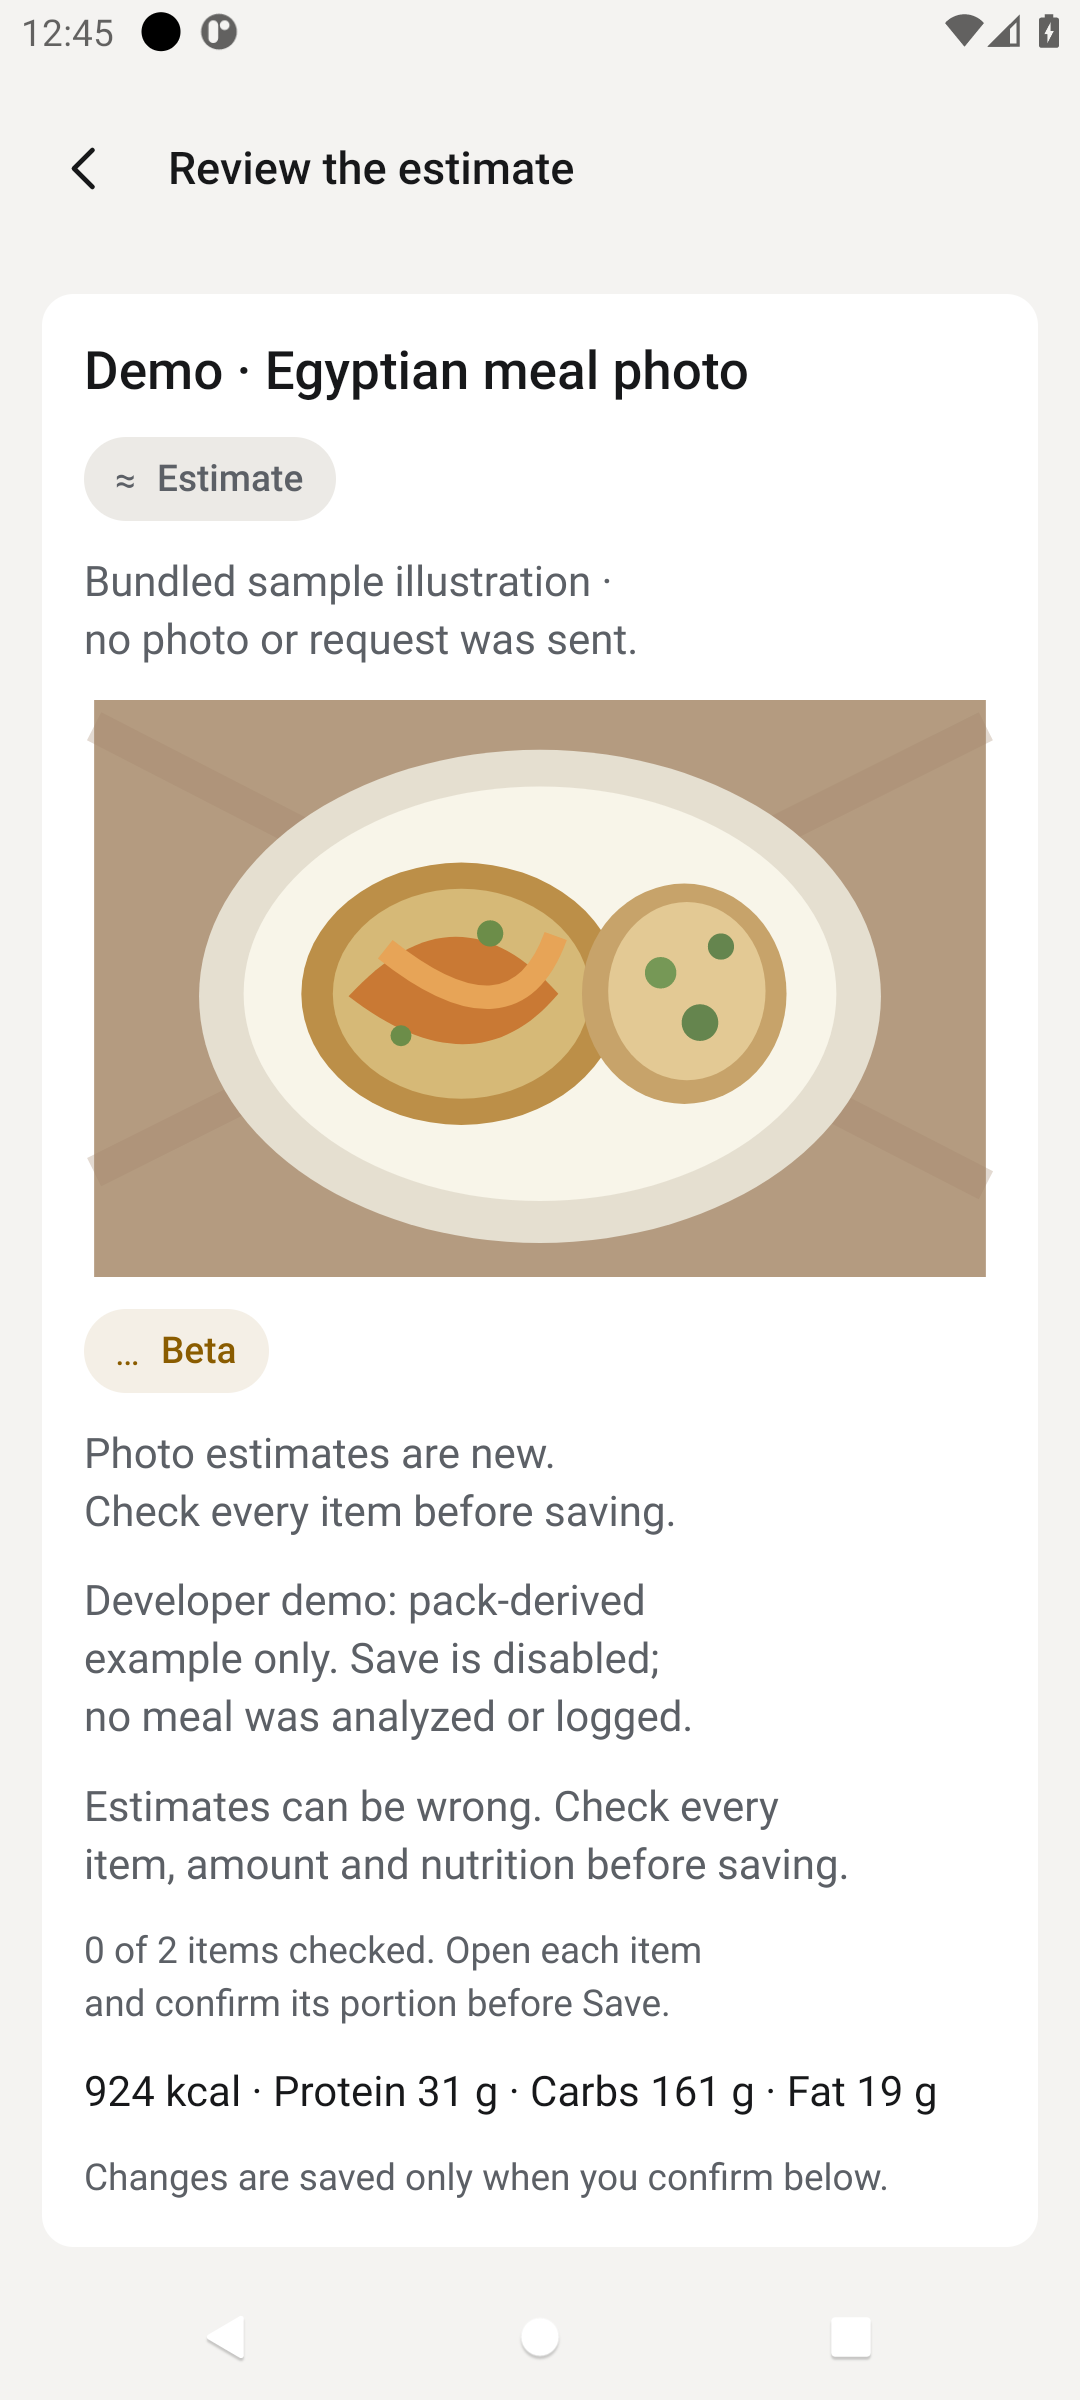 12:45
Review the estimate
Demo · Egyptian meal photo
≈ Estimate
Bundled sample illustration ·
no photo or request was sent.
… Beta
Photo estimates are new.
Check every item before saving.
Developer demo: pack-derived
example only. Save is disabled;
no meal was analyzed or logged.
Estimates can be wrong. Check every
item, amount and nutrition before saving.
0 of 2 items checked. Open each item
and confirm its portion before Save.
924 kcal · Protein 31 g · Carbs 161 g · Fat 19 g
Changes are saved only when you confirm below.